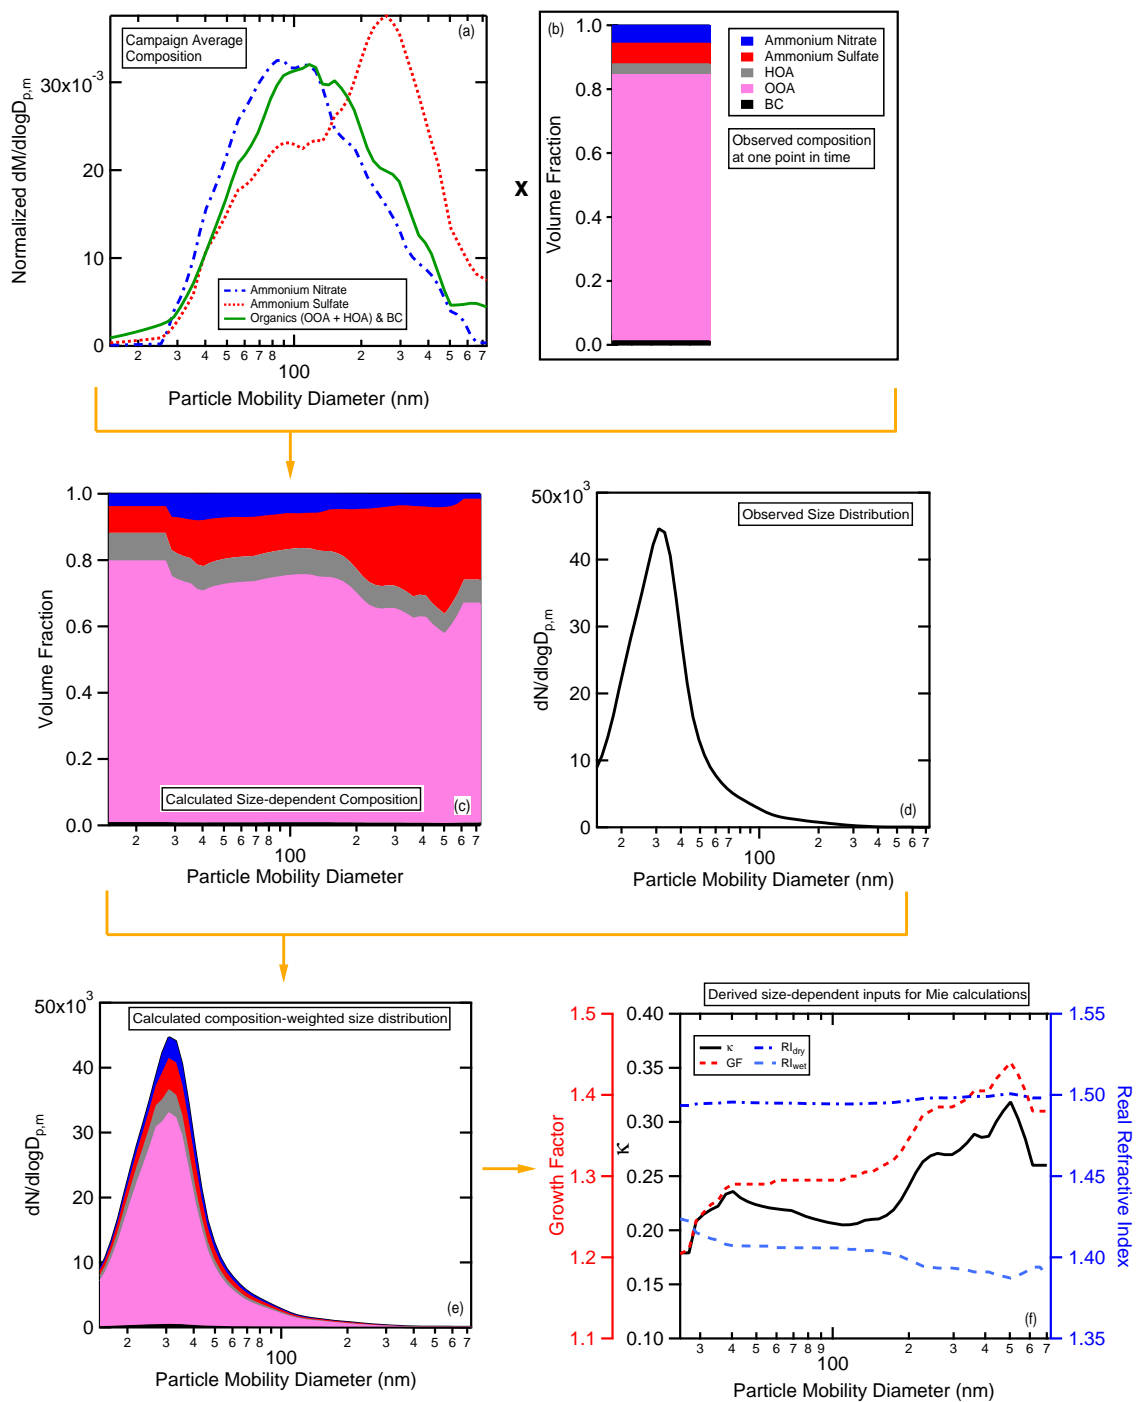 (a)
Campaign Average
Composition
30x10⁻³
20
10
0
Normalized dM/dlogD_p,m
Ammonium Nitrate
Ammonium Sulfate
Organics (OOA + HOA) & BC
2 3 4 5 6 7 8 2 3 4 5 6 7
100
Particle Mobility Diameter (nm)
x
(b)
1.0
0.8
0.6
0.4
0.2
0.0
Volume Fraction
Ammonium Nitrate
Ammonium Sulfate
HOA
OOA
BC
Observed composition
at one point in time
1.0
0.8
0.6
0.4
0.2
0.0
Volume Fraction
Calculated Size-dependent Composition
(c)
2 3 4 5 6 7 8 2 3 4 5 6 7
100
Particle Mobility Diameter
50x10³
40
30
20
10
0
dN/dlogD_p,m
Observed Size Distribution
(d)
2 3 4 5 6 7 8 2 3 4 5 6 7
100
Particle Mobility Diameter (nm)
50x10³
40
30
20
10
0
dN/dlogD_p,m
Calculated composition-weighted size distribution
(e)
2 3 4 5 6 7 8 2 3 4 5 6 7
100
Particle Mobility Diameter (nm)
Derived size-dependent inputs for Mie calculations
1.5
1.4
1.3
1.2
1.1
Growth Factor
0.40
0.35
0.30
0.25
0.20
0.15
0.10
κ
κ RI_dry
GF RI_wet
1.55
1.50
1.45
1.40
1.35
Real Refractive Index
(f)
3 4 5 6 7 8 9 2 3 4 5 6 7
100
Particle Mobility Diameter (nm)